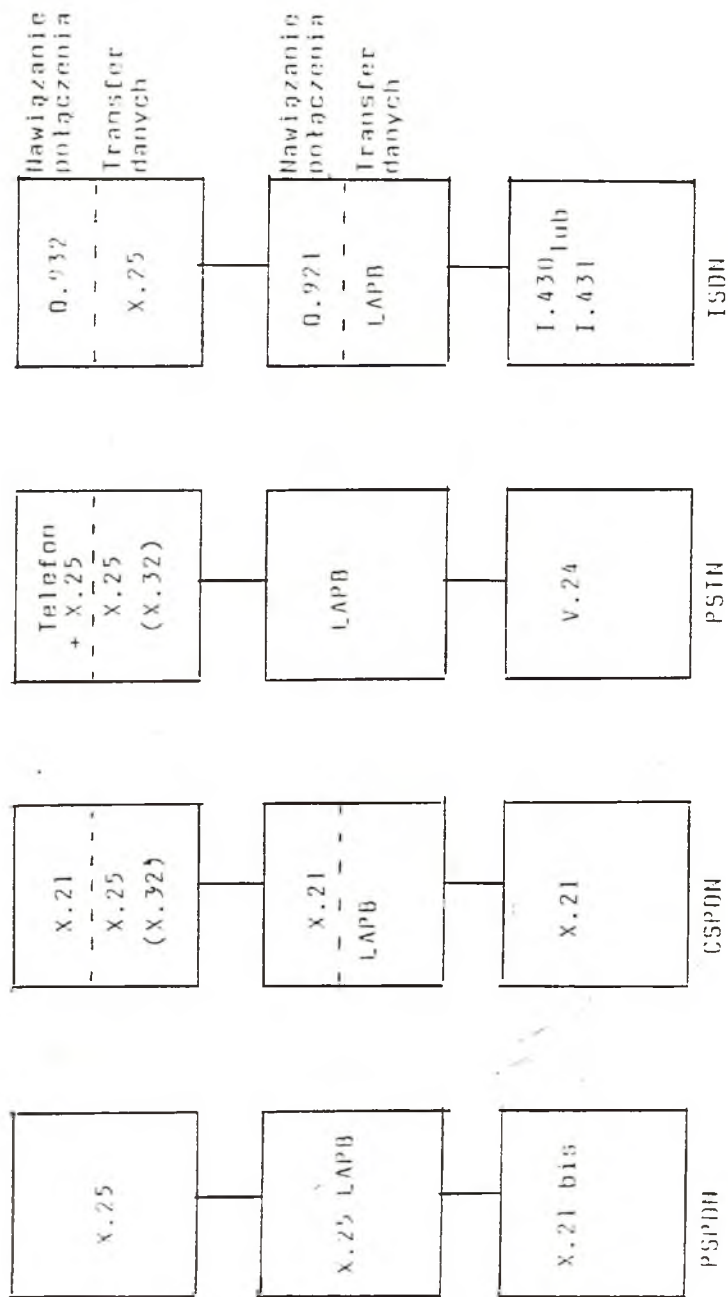 X.25
X.25 LAPB
X.21 bis
PSPDN
X.21
X.25
(X.32)
X.21
LAPB
X.21
CSPDN
Telefon
+ X.25
X.25
(X.32)
LAPB
V.24
PSTN
Q.932
X.25
Nawiązanie
połączenia
Transfer
danych
Q.921
LAPB
Nawiązanie
połączenia
Transfer
danych
I.430 lub
I.431
ISDN